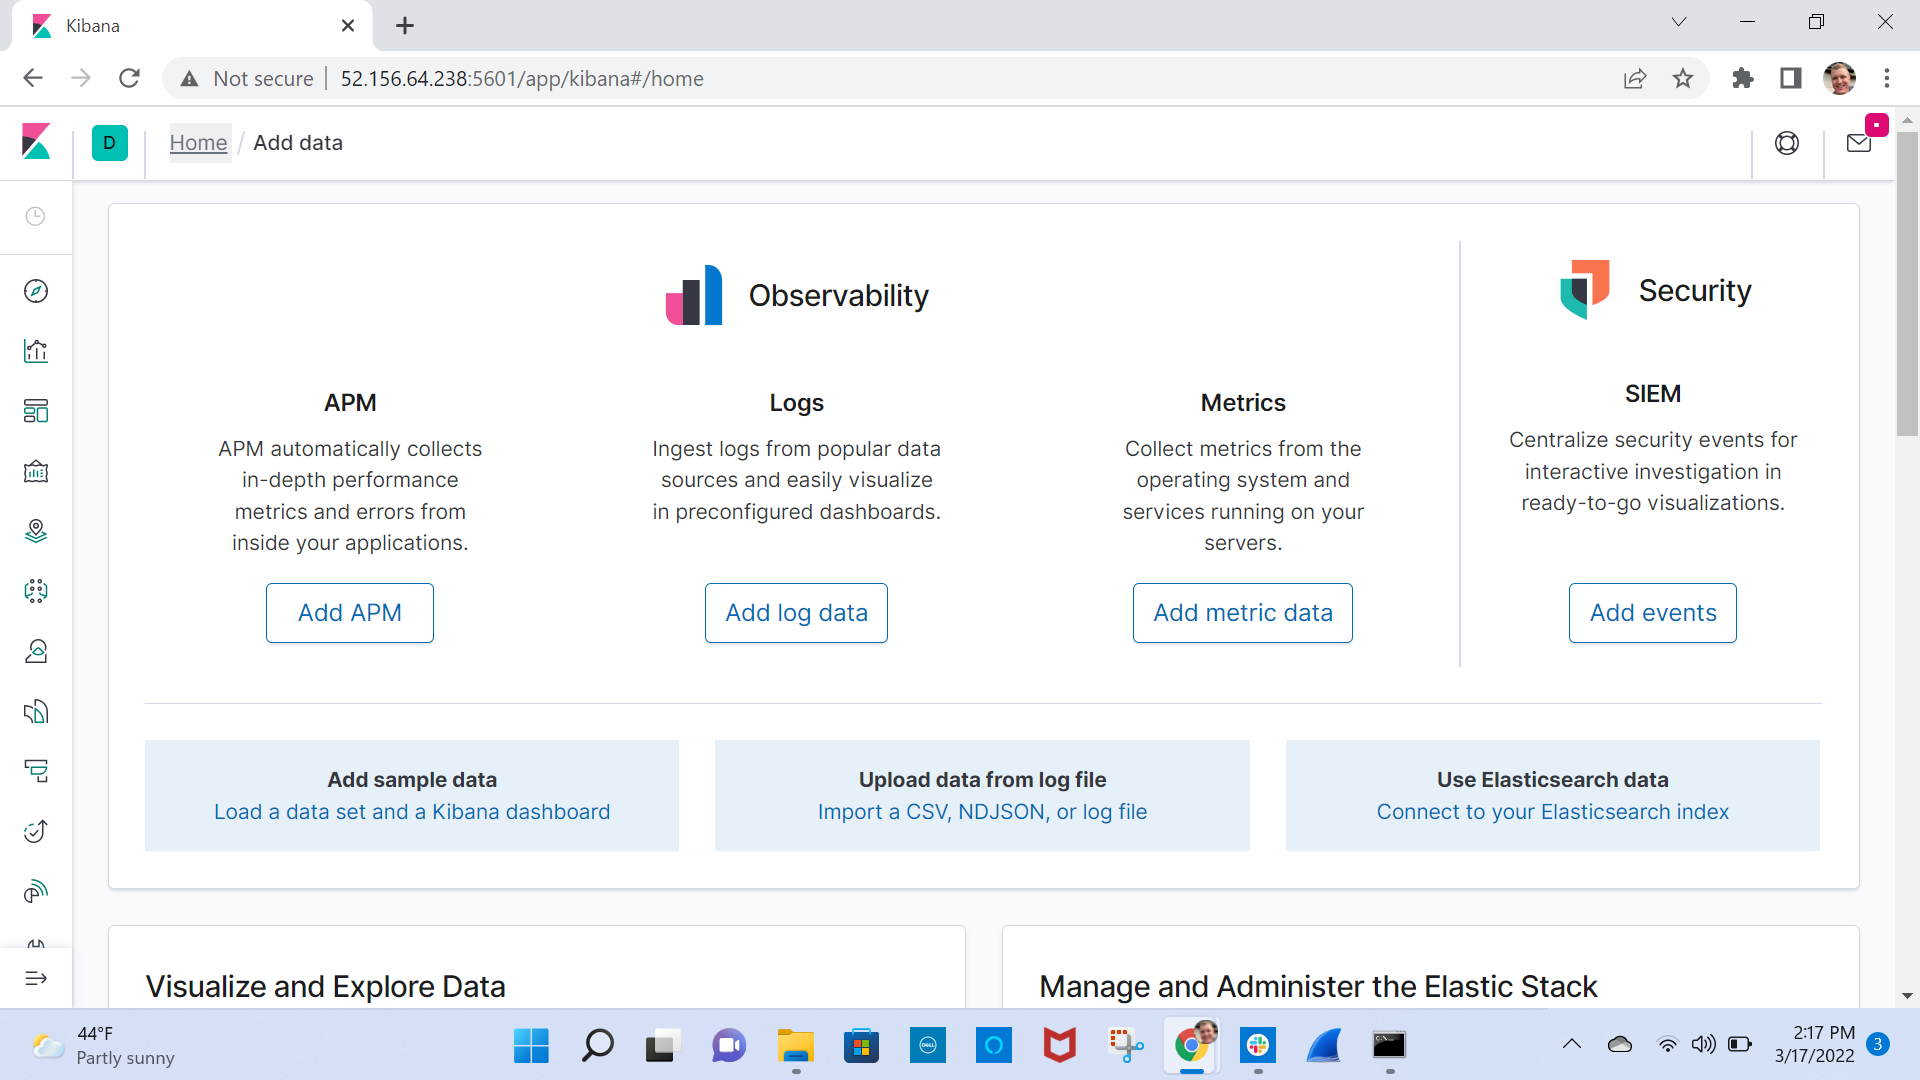 Kibana
Not secure
52.156.64.238:5601/app/kibana#/home
D
Home / Add data
Observability
Security
APM
APM automatically collects
in-depth performance
metrics and errors from
inside your applications.
Add APM
Logs
Ingest logs from popular data
sources and easily visualize
in preconfigured dashboards.
Add log data
Metrics
Collect metrics from the
operating system and
services running on your
servers.
Add metric data
SIEM
Centralize security events for
interactive investigation in
ready-to-go visualizations.
Add events
Add sample data
Load a data set and a Kibana dashboard
Upload data from log file
Import a CSV, NDJSON, or log file
Use Elasticsearch data
Connect to your Elasticsearch index
Visualize and Explore Data
Manage and Administer the Elastic Stack
44°F
Partly sunny
DELL
2:17 PM
3/17/2022
3